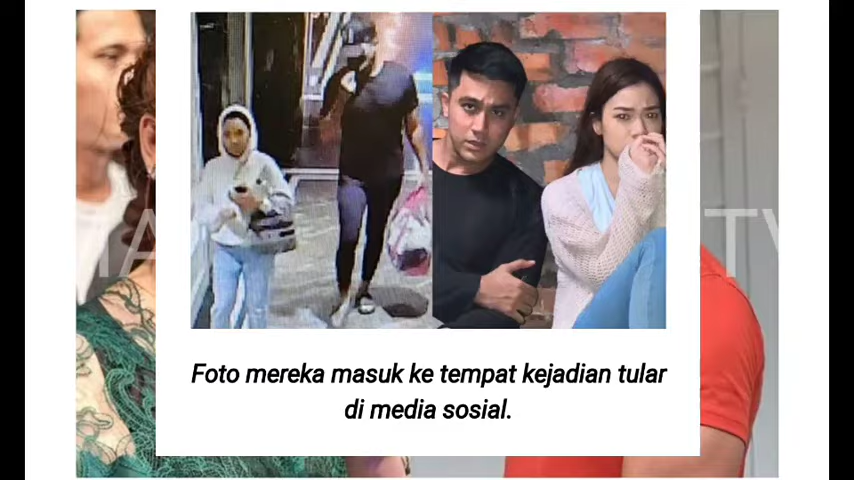 Foto mereka masuk ke tempat kejadian tular
di media sosial.